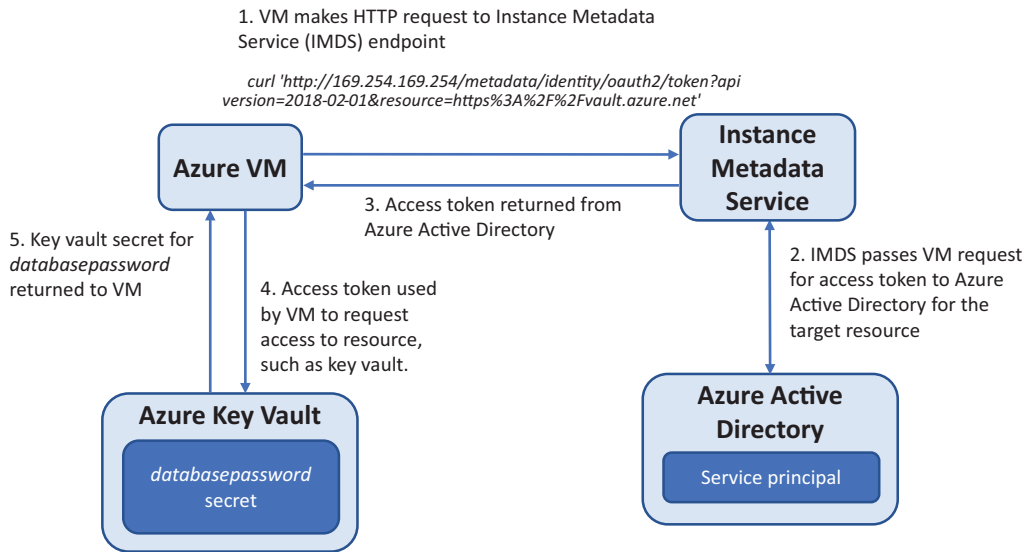 1. VM makes HTTP request to Instance Metadata
Service (IMDS) endpoint
curl 'http://169.254.169.254/metadata/identity/oauth2/token?api
version=2018-02-01&resource=https%3A%2F%2Fvault.azure.net'
Azure VM
Instance
Metadata
Service
3. Access token returned from
Azure Active Directory
5. Key vault secret for
databasepassword
returned to VM
4. Access token used
by VM to request
access to resource,
such as key vault.
2. IMDS passes VM request
for access token to Azure
Active Directory for the
target resource
Azure Key Vault
databasepassword
secret
Azure Active
Directory
Service principal